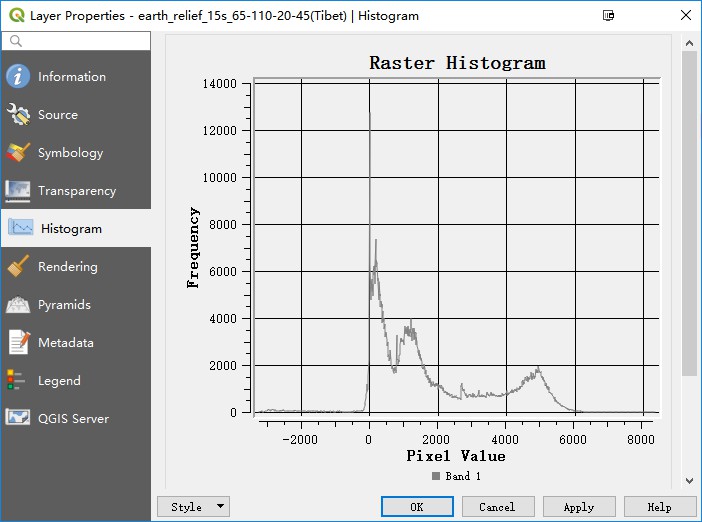 Layer Properties - earth_relief_15s_65-110-20-45(Tibet) | Histogram
Information
Source
Symbology
Transparency
Histogram
Rendering
Pyramids
Metadata
Legend
QGIS Server
Raster Histogram
14000
12000
10000
8000
6000
4000
2000
0
Frequency
-2000 0 2000 4000 6000 8000
Pixel Value
Band 1
Style OK Cancel Apply Help